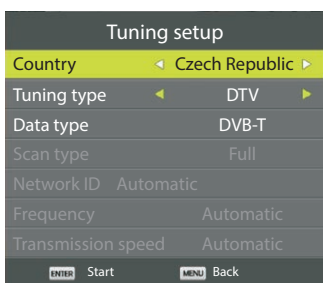 Tuning setup
Country Czech Republic
Tuning type DTV
Data type DVB-T
Scan type Full
Network ID Automatic
Frequency Automatic
Transmission speed Automatic
ENTER Start MENU Back